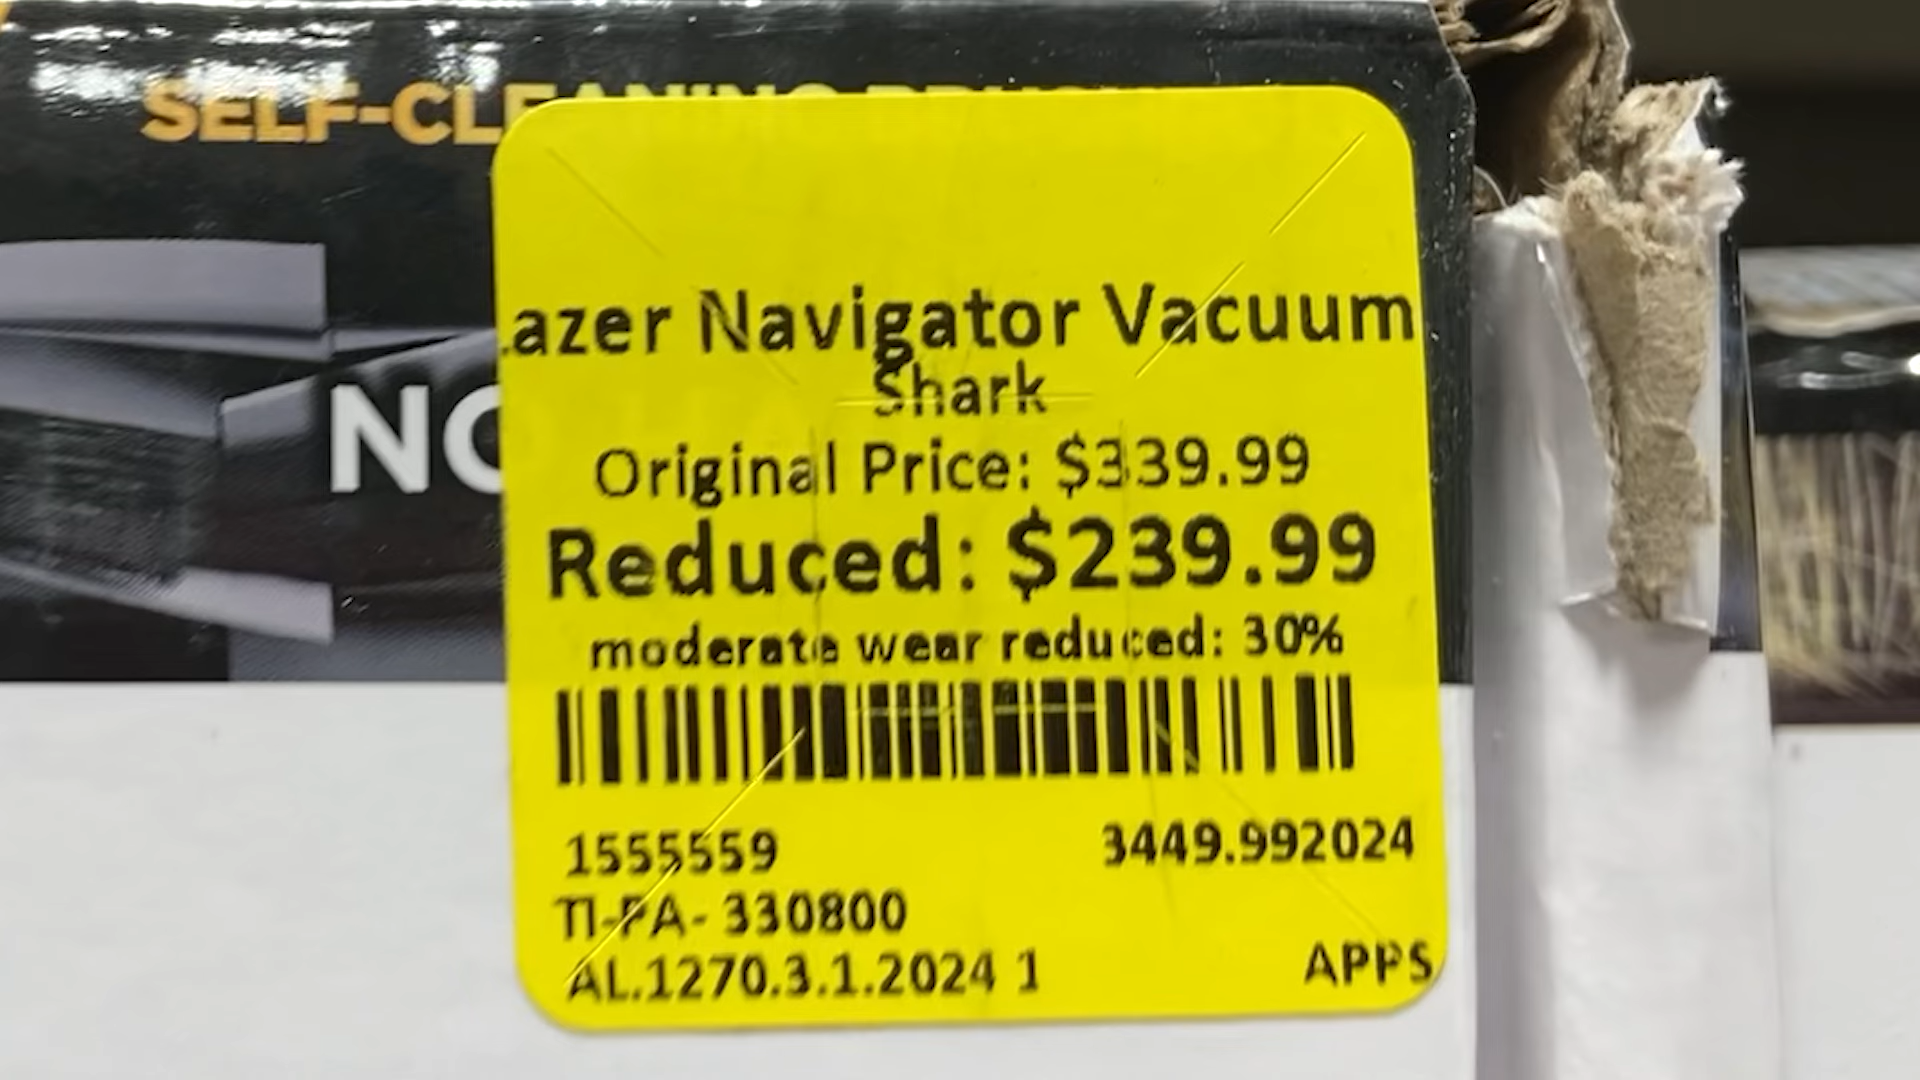 SELF-CLEANING
NO
.azer Navigator Vacuum
Shark
Original Price: $339.99
Reduced: $239.99
moderate wear reduced: 30%
1555559 3449.992024
TI-PA- 330800
AL.1270.3.1.2024 1 APPS